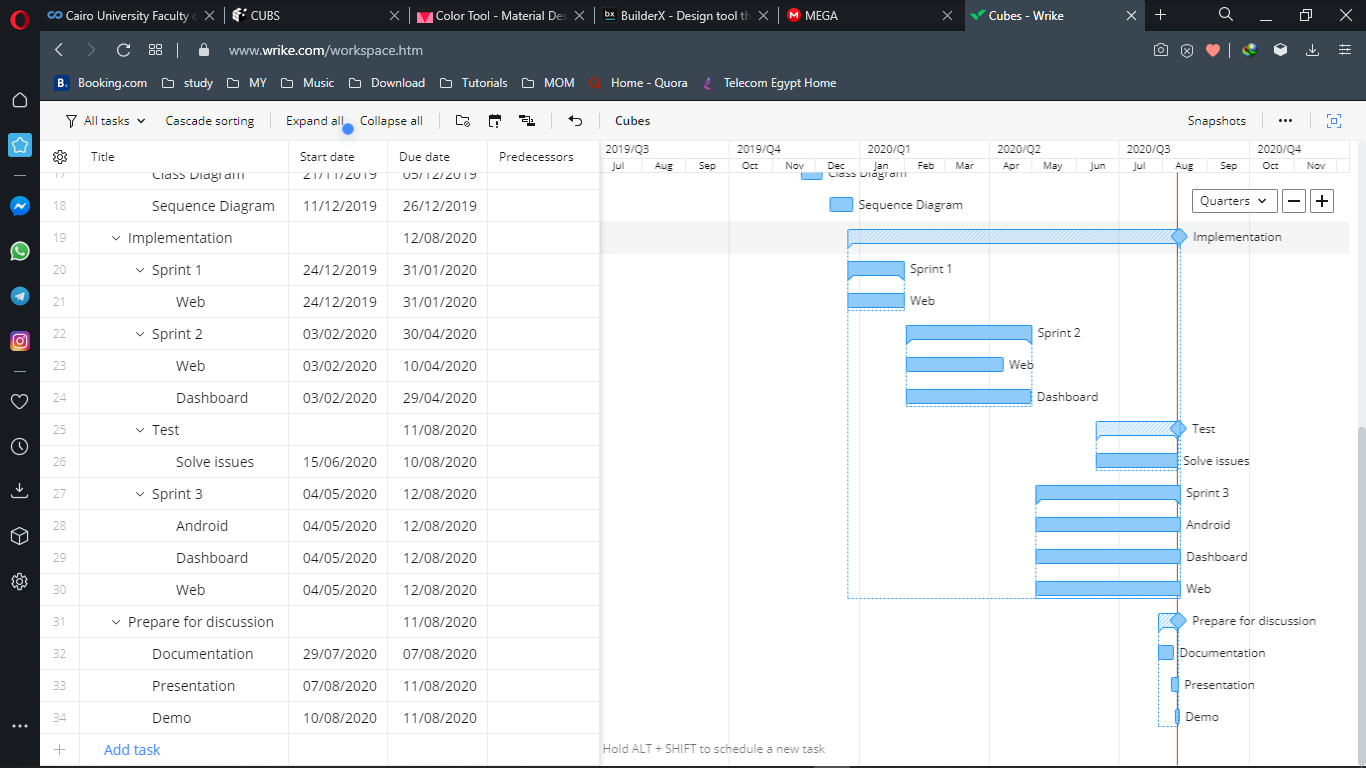 Cairo University Faculty c
CUBS
Color Tool - Material Des
BuilderX - Design tool th
MEGA
Cubes - Wrike
www.wrike.com/workspace.htm
Booking.com study MY Music Download Tutorials MOM Home - Quora Telecom Egypt Home
All tasks Cascade sorting Expand all Collapse all Cubes Snapshots
Title Start date Due date Predecessors
2019/Q3 2019/Q4 2020/Q1 2020/Q2 2020/Q3 2020/Q4
Jul Aug Sep Oct Nov Dec Jan Feb Mar Apr May Jun Jul Aug Sep Oct Nov
17 Class Diagram 21/11/2019 05/12/2019 Class Diagram
18 Sequence Diagram 11/12/2019 26/12/2019 Sequence Diagram
Quarters
19 Implementation 12/08/2020 Implementation
20 Sprint 1 24/12/2019 31/01/2020 Sprint 1
21 Web 24/12/2019 31/01/2020 Web
22 Sprint 2 03/02/2020 30/04/2020 Sprint 2
23 Web 03/02/2020 10/04/2020 Web
24 Dashboard 03/02/2020 29/04/2020 Dashboard
25 Test 11/08/2020 Test
26 Solve issues 15/06/2020 10/08/2020 Solve issues
27 Sprint 3 04/05/2020 12/08/2020 Sprint 3
28 Android 04/05/2020 12/08/2020 Android
29 Dashboard 04/05/2020 12/08/2020 Dashboard
30 Web 04/05/2020 12/08/2020 Web
31 Prepare for discussion 11/08/2020 Prepare for discussion
32 Documentation 29/07/2020 07/08/2020 Documentation
33 Presentation 07/08/2020 11/08/2020 Presentation
34 Demo 10/08/2020 11/08/2020 Demo
Add task
Hold ALT + SHIFT to schedule a new task